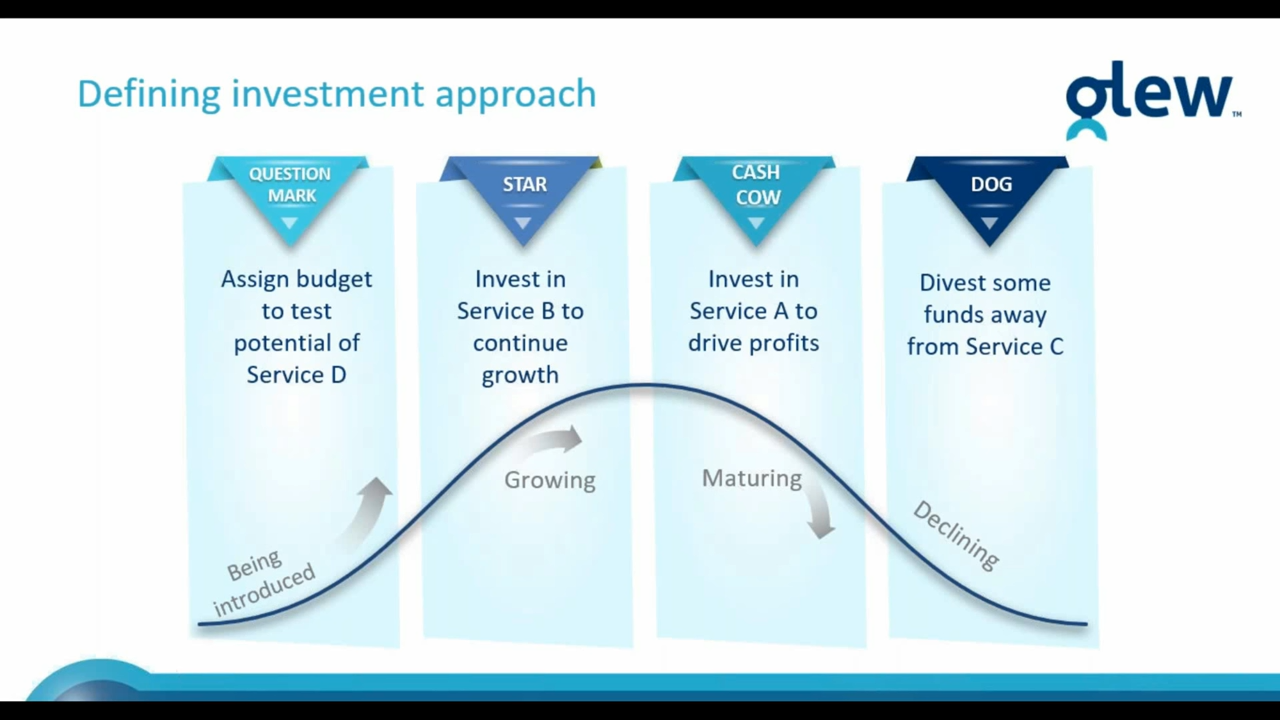 Defining investment approach
glew™
QUESTION
MARK
Assign budget
to test
potential of
Service D
STAR
Invest in
Service B to
continue
growth
CASH
COW
Invest in
Service A to
drive profits
DOG
Divest some
funds away
from Service C
Being
introduced
Growing
Maturing
Declining